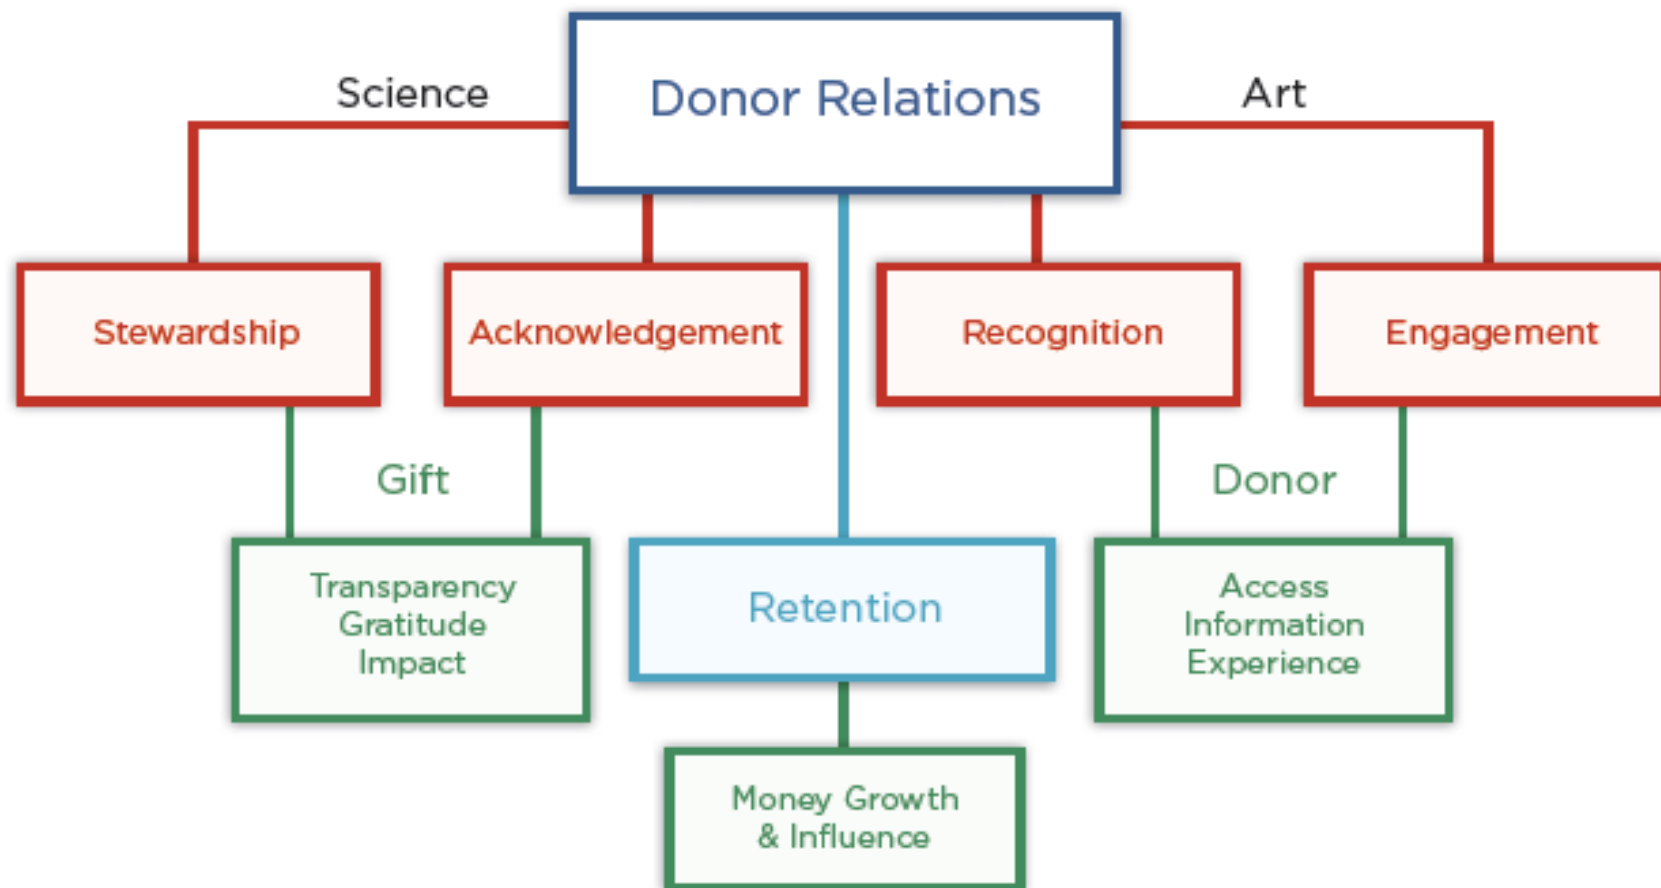 Science
Donor Relations
Art
Stewardship
Acknowledgement
Recognition
Engagement
Gift
Donor
Transparency
Gratitude
Impact
Retention
Access
Information
Experience
Money Growth
& Influence